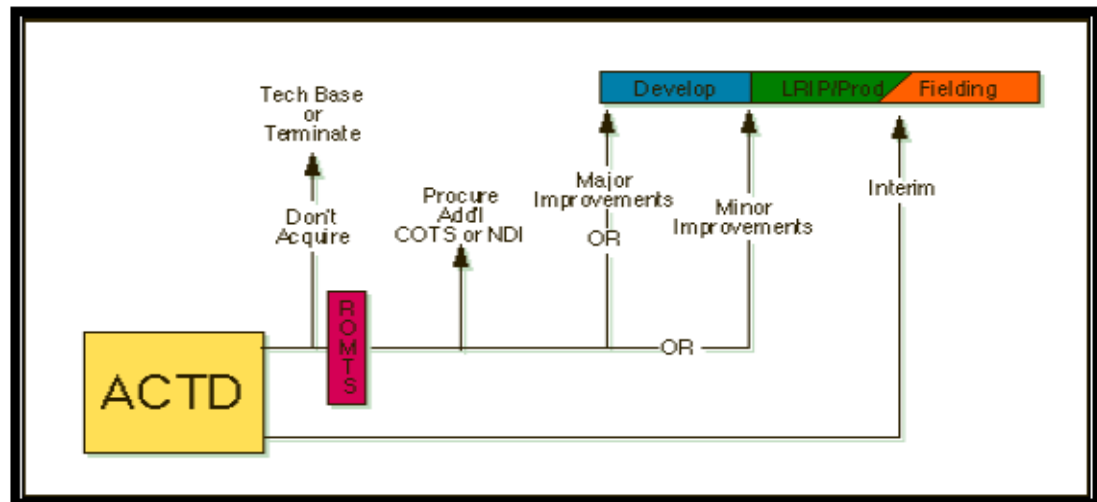 Develop
LRIP/Prod
Fielding
Tech Base
or
Terminate
Don't
Acquire
Procure
Add'l
COTS or NDI
Major
Improvements
OR
Minor
Improvements
Interim
ROMTS
OR
ACTD